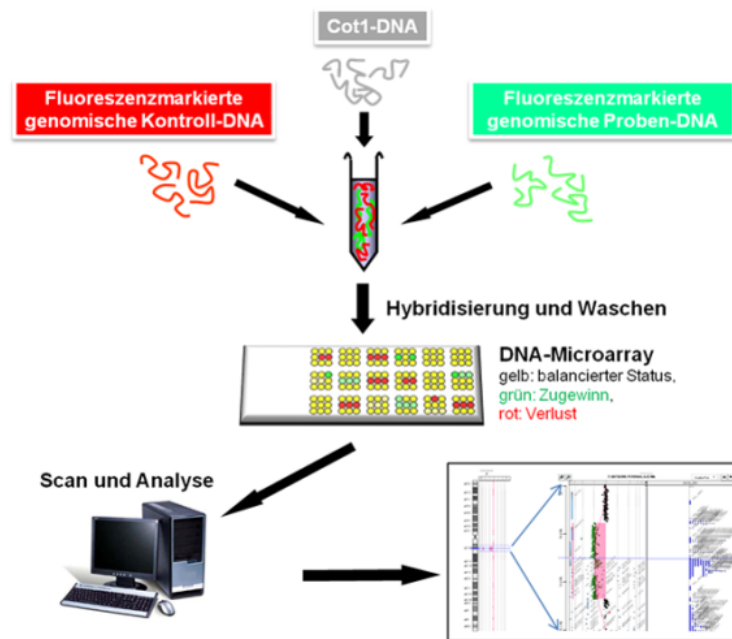 Cot1-DNA
Fluoreszenzmarkierte
genomische Kontroll-DNA
Fluoreszenzmarkierte
genomische Proben-DNA
Hybridisierung und Waschen
DNA-Microarray
gelb: balancierter Status,
grün: Zugewinn,
rot: Verlust
Scan und Analyse